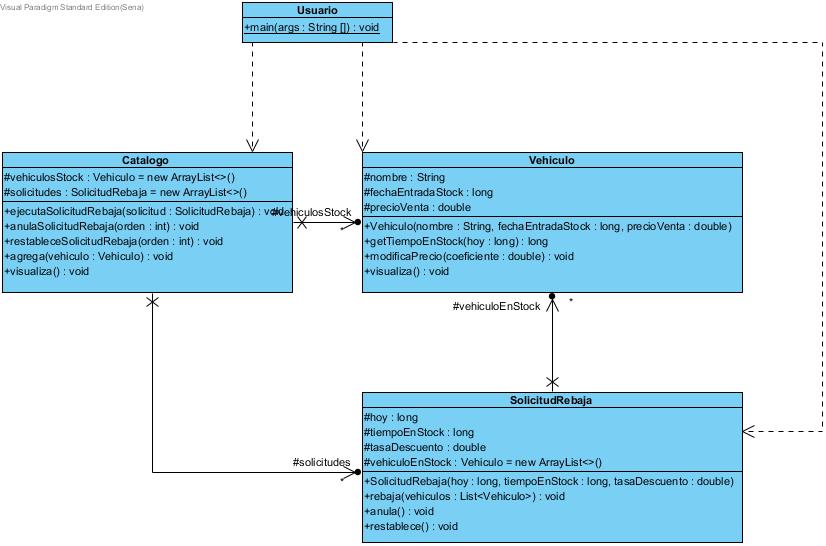 Visual Paradigm Standard Edition(Sena)
Usuario
+main(args : String []) : void
Catalogo
#vehiculosStock : Vehiculo = new ArrayList<>()
#solicitudes : SolicitudRebaja = new ArrayList<>()
+ejecutaSolicitudRebaja(solicitud : SolicitudRebaja) : void
+anulaSolicitudRebaja(orden : int) : void
+restableceSolicitudRebaja(orden : int) : void
+agrega(vehiculo : Vehiculo) : void
+visualiza() : void
#vehiculosStock
*
Vehiculo
#nombre : String
#fechaEntradaStock : long
#precioVenta : double
+Vehiculo(nombre : String, fechaEntradaStock : long, precioVenta : double)
+getTiempoEnStock(hoy : long) : long
+modificaPrecio(coeficiente : double) : void
+visualiza() : void
#vehiculoEnStock
*
#solicitudes
*
SolicitudRebaja
#hoy : long
#tiempoEnStock : long
#tasaDescuento : double
#vehiculoEnStock : Vehiculo = new ArrayList<>()
+SolicitudRebaja(hoy : long, tiempoEnStock : long, tasaDescuento : double)
+rebaja(vehiculos : List<Vehiculo>) : void
+anula() : void
+restablece() : void